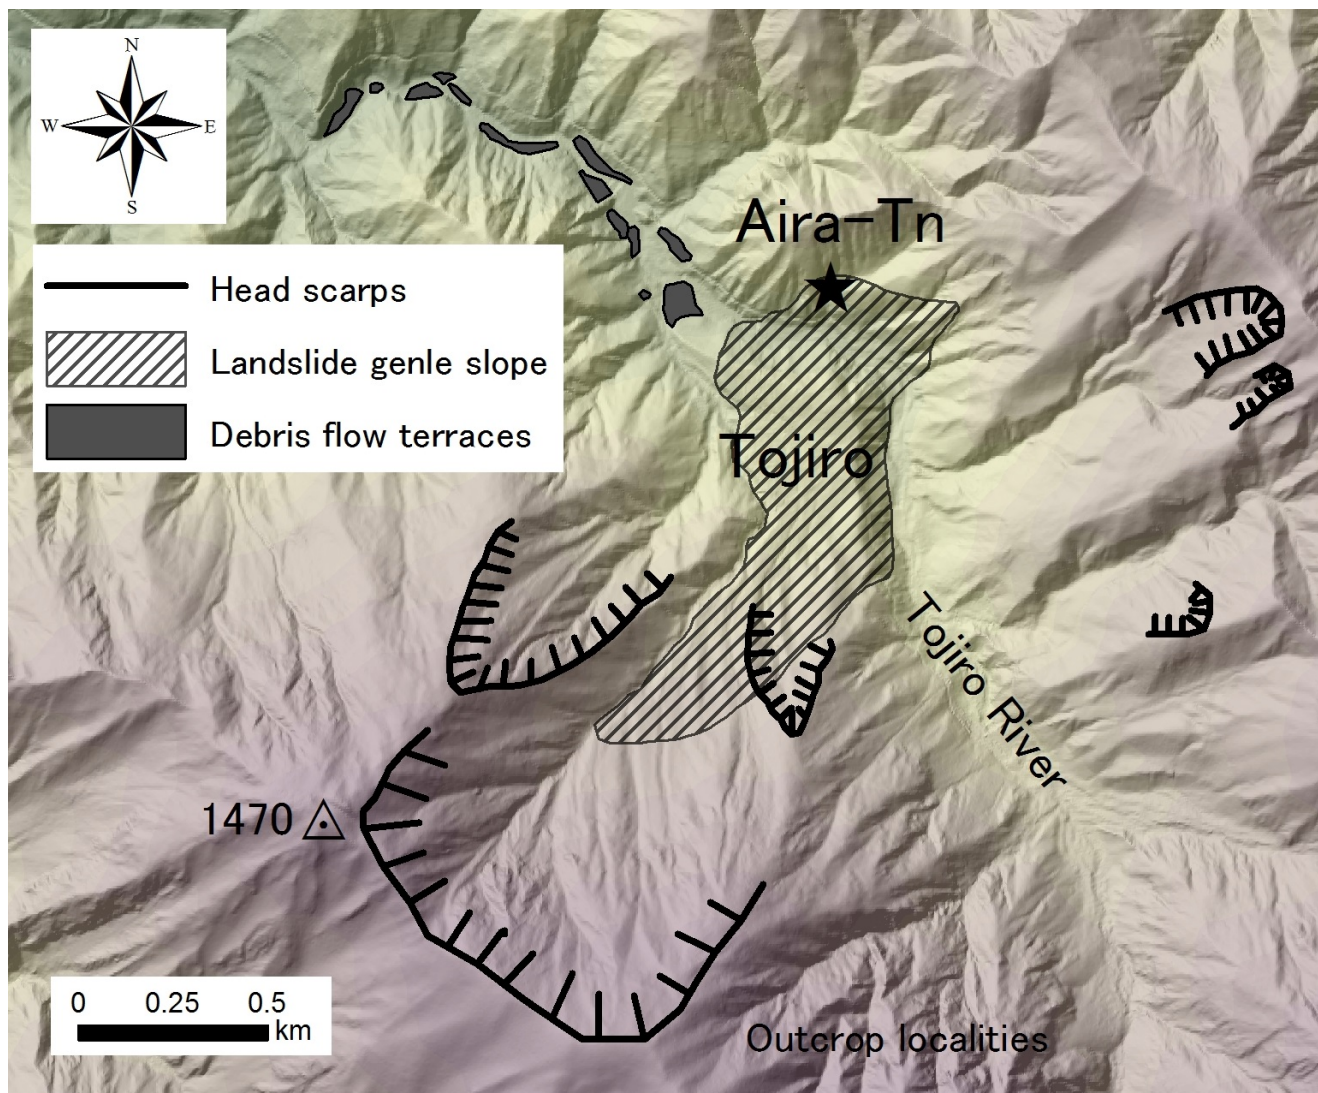 N
W E
S
Head scarps
Landslide genle slope
Debris flow terraces
Aira-Tn
Tojiro
Tojiro River
1470
0 0.25 0.5
km
Outcrop localities